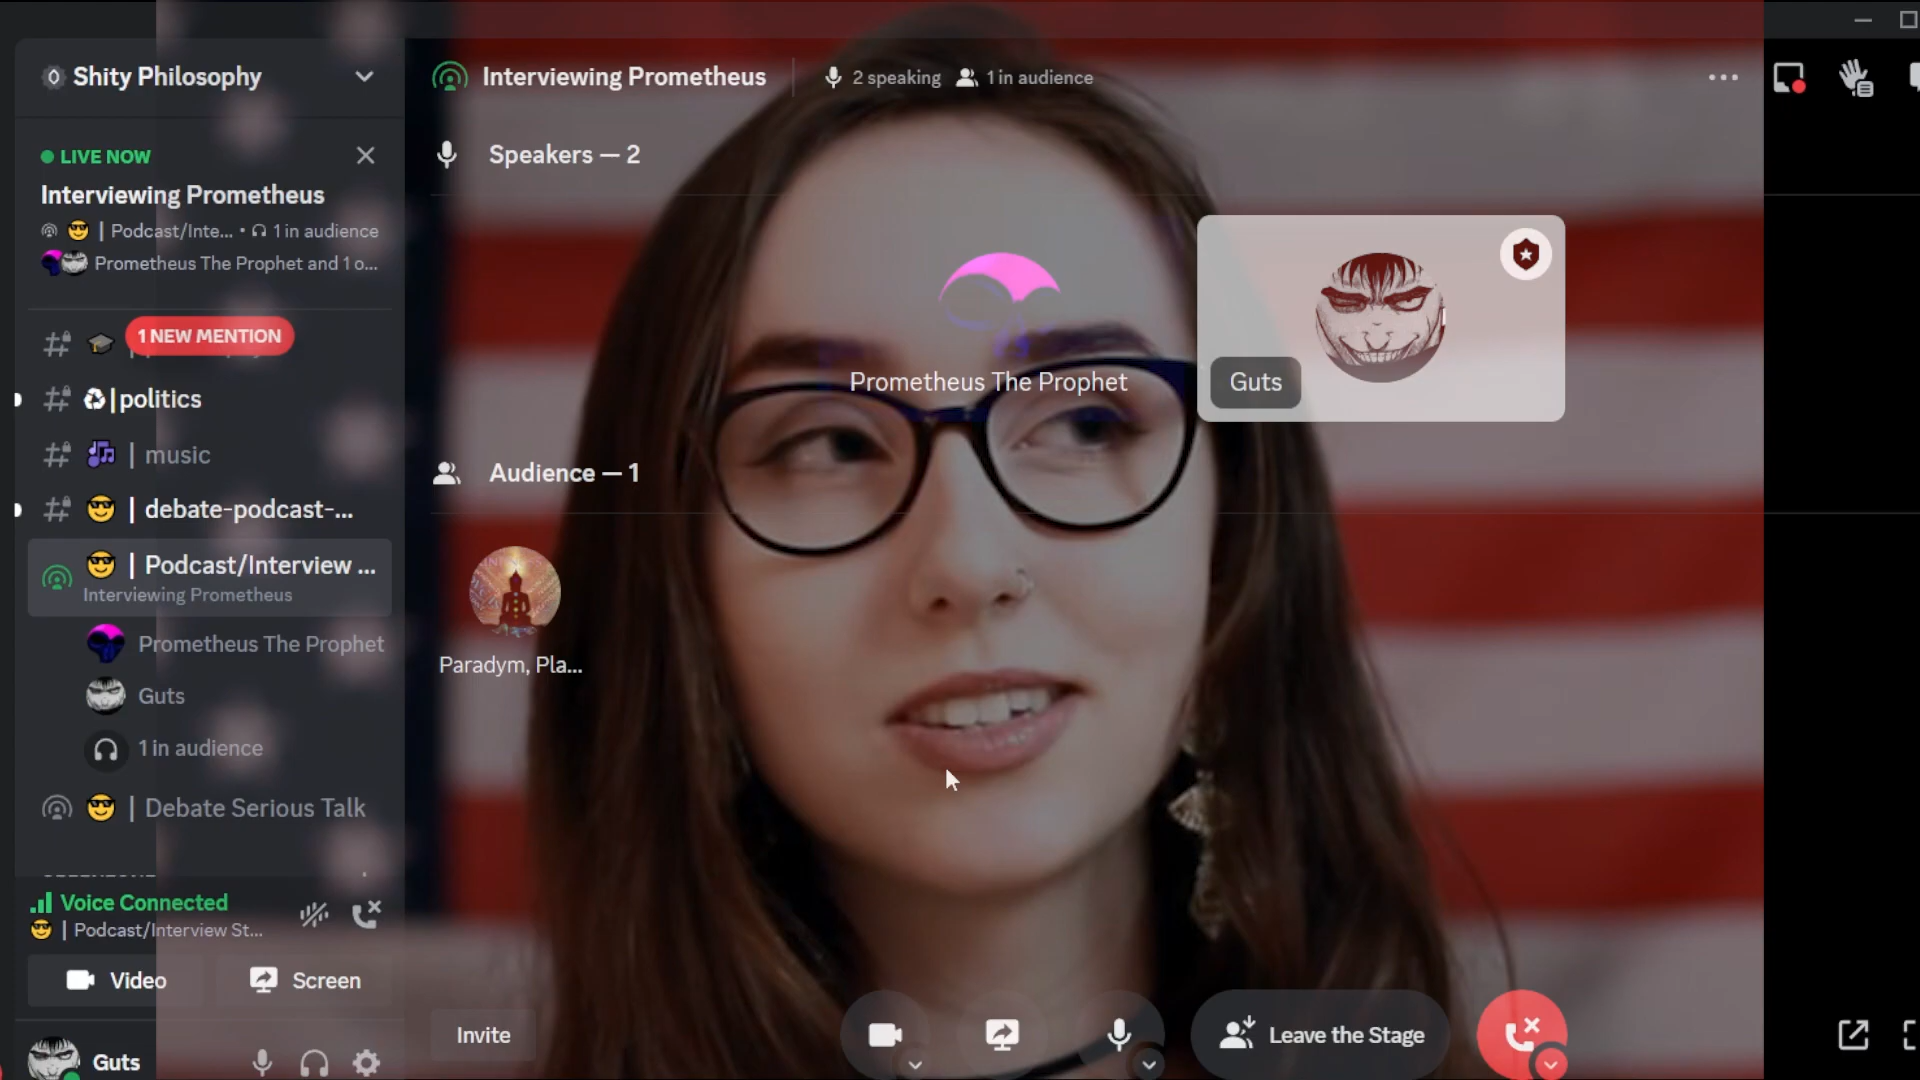 Shity Philosophy
LIVE NOW
Interviewing Prometheus
| Podcast/Inte... • 1 in audience
Prometheus The Prophet and 1 o...
1 NEW MENTION
|politics
| music
| debate-podcast-...
| Podcast/Interview ...
Interviewing Prometheus
Prometheus The Prophet
Guts
1 in audience
| Debate Serious Talk
Voice Connected
| Podcast/Interview St...
Video
Screen
Guts
Interviewing Prometheus
2 speaking
1 in audience
Speakers — 2
Prometheus The Prophet
Guts
Audience — 1
Paradym, Pla...
Invite
Leave the Stage